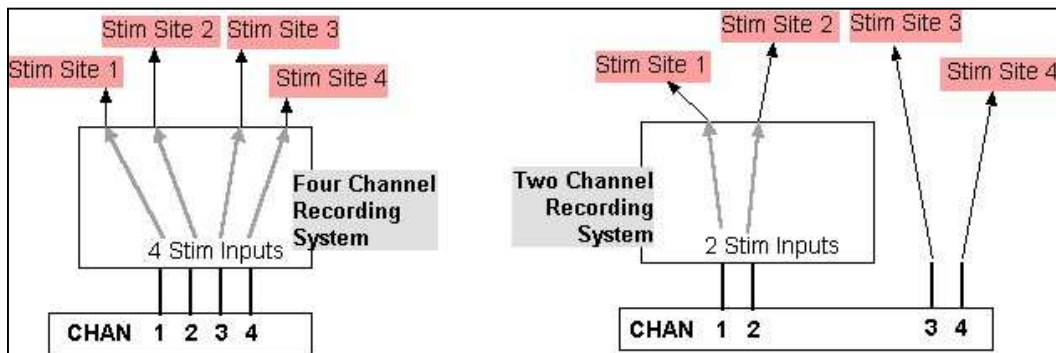 Stim Site 2
Stim Site 3
Stim Site 1
Stim Site 4
Four Channel
Recording
System
4 Stim Inputs
CHAN 1 2 3 4
Stim Site 2
Stim Site 3
Stim Site 1
Stim Site 4
Two Channel
Recording
System
2 Stim Inputs
CHAN 1 2 3 4